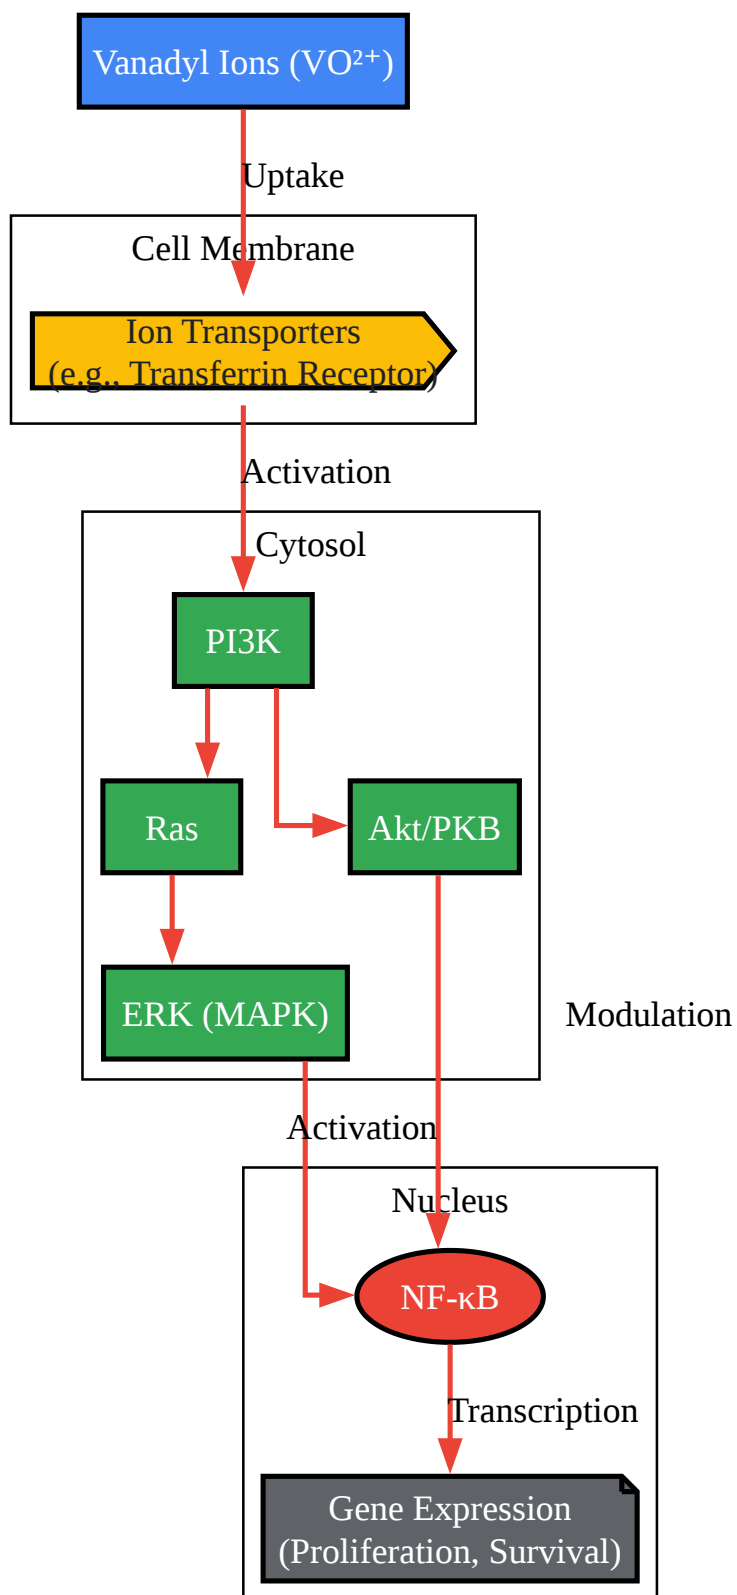 Vanadyl Ions (VO²⁺)
Uptake
Cell Membrane
Ion Transporters
(e.g., Transferrin Receptor)
Activation
Cytosol
PI3K
Ras
Akt/PKB
ERK (MAPK)
Modulation
Activation
Nucleus
NF-κB
Transcription
Gene Expression
(Proliferation, Survival)